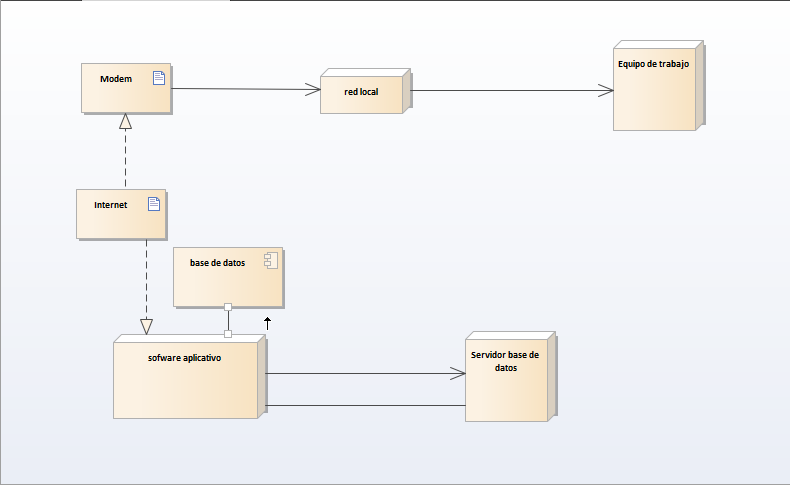 Modem
red local
Equipo de trabajo
Internet
base de datos
sofware aplicativo
Servidor base de
datos